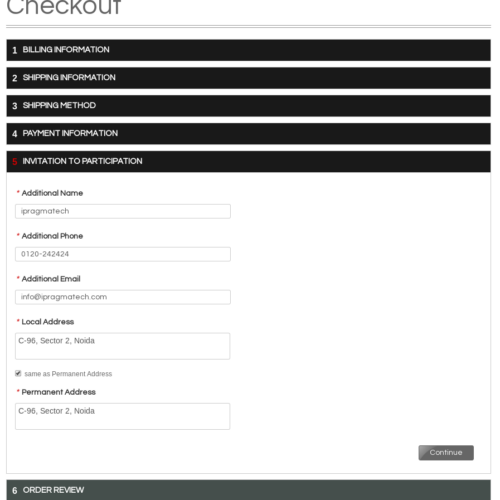 Checkout
1 BILLING INFORMATION
2 SHIPPING INFORMATION
3 SHIPPING METHOD
4 PAYMENT INFORMATION
5 INVITATION TO PARTICIPATION
* Additional Name
ipragmatech
* Additional Phone
0120-242424
* Additional Email
info@ipragmatech.com
* Local Address
C-96, Sector 2, Noida
same as Permanent Address
* Permanent Address
C-96, Sector 2, Noida
Continue
6 ORDER REVIEW